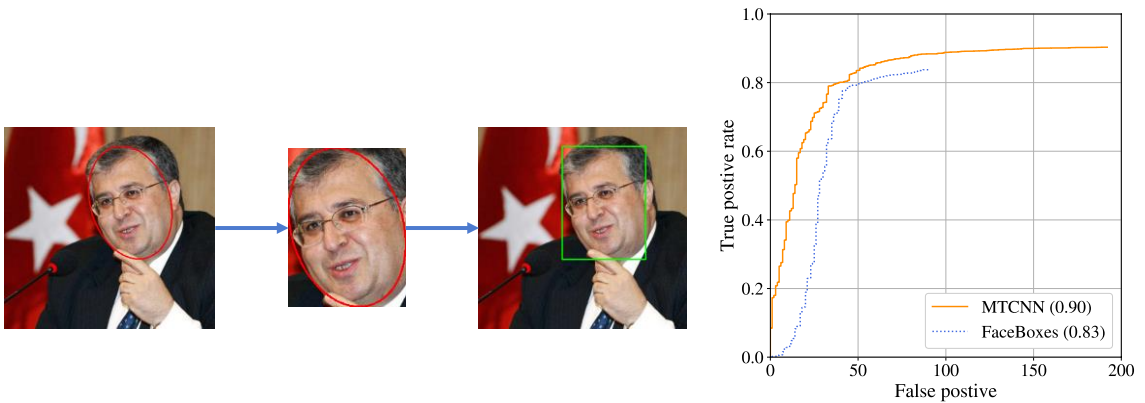 1.0
0.8
0.6
0.4
0.2
0.0
True postive rate
MTCNN (0.90)
FaceBoxes (0.83)
0
50
100
150
200
False postive